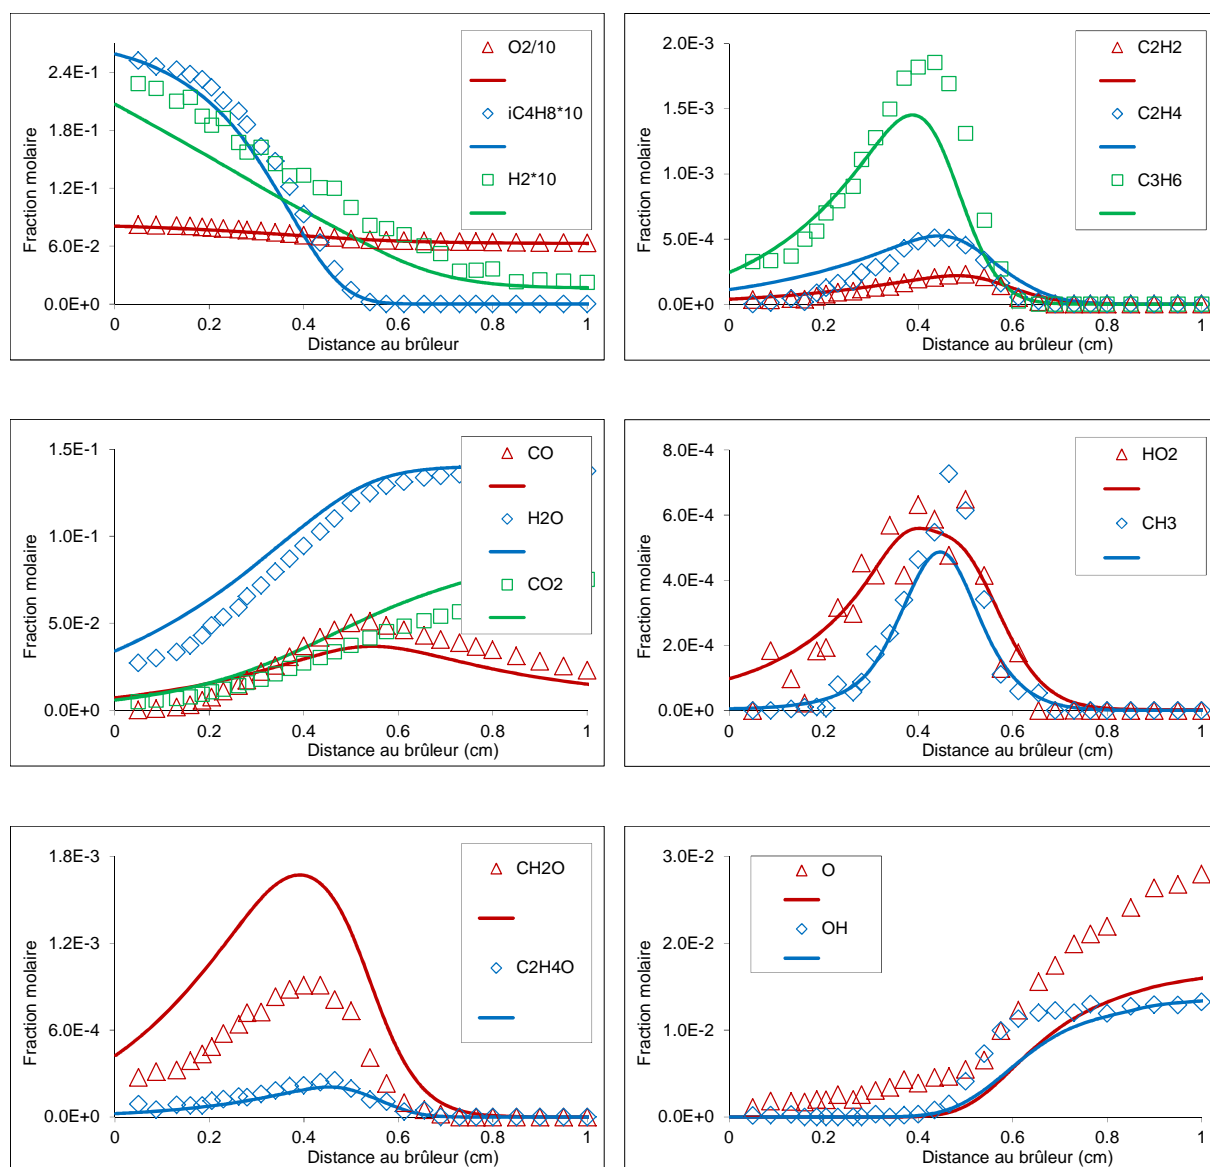 Fraction molaire
2.4E-1
1.8E-1
1.2E-1
6.0E-2
0.0E+0
0
0.2
0.4
0.6
0.8
1
Distance au brûleur
O2/10
iC4H8*10
H2*10
Fraction molaire
2.0E-3
1.5E-3
1.0E-3
5.0E-4
0.0E+0
0
0.2
0.4
0.6
0.8
1
Distance au brûleur (cm)
C2H2
C2H4
C3H6
Fraction molaire
1.5E-1
1.0E-1
5.0E-2
0.0E+0
0
0.2
0.4
0.6
0.8
1
Distance au brûleur (cm)
CO
H2O
CO2
Fraction molaire
8.0E-4
6.0E-4
4.0E-4
2.0E-4
0.0E+0
0
0.2
0.4
0.6
0.8
1
Distance au brûleur (cm)
HO2
CH3
Fraction molaire
1.8E-3
1.2E-3
6.0E-4
0.0E+0
0
0.2
0.4
0.6
0.8
1
Distance au brûleur (cm)
CH2O
C2H4O
Fraction molaire
3.0E-2
2.0E-2
1.0E-2
0.0E+0
0
0.2
0.4
0.6
0.8
1
Distance au brûleur (cm)
O
OH